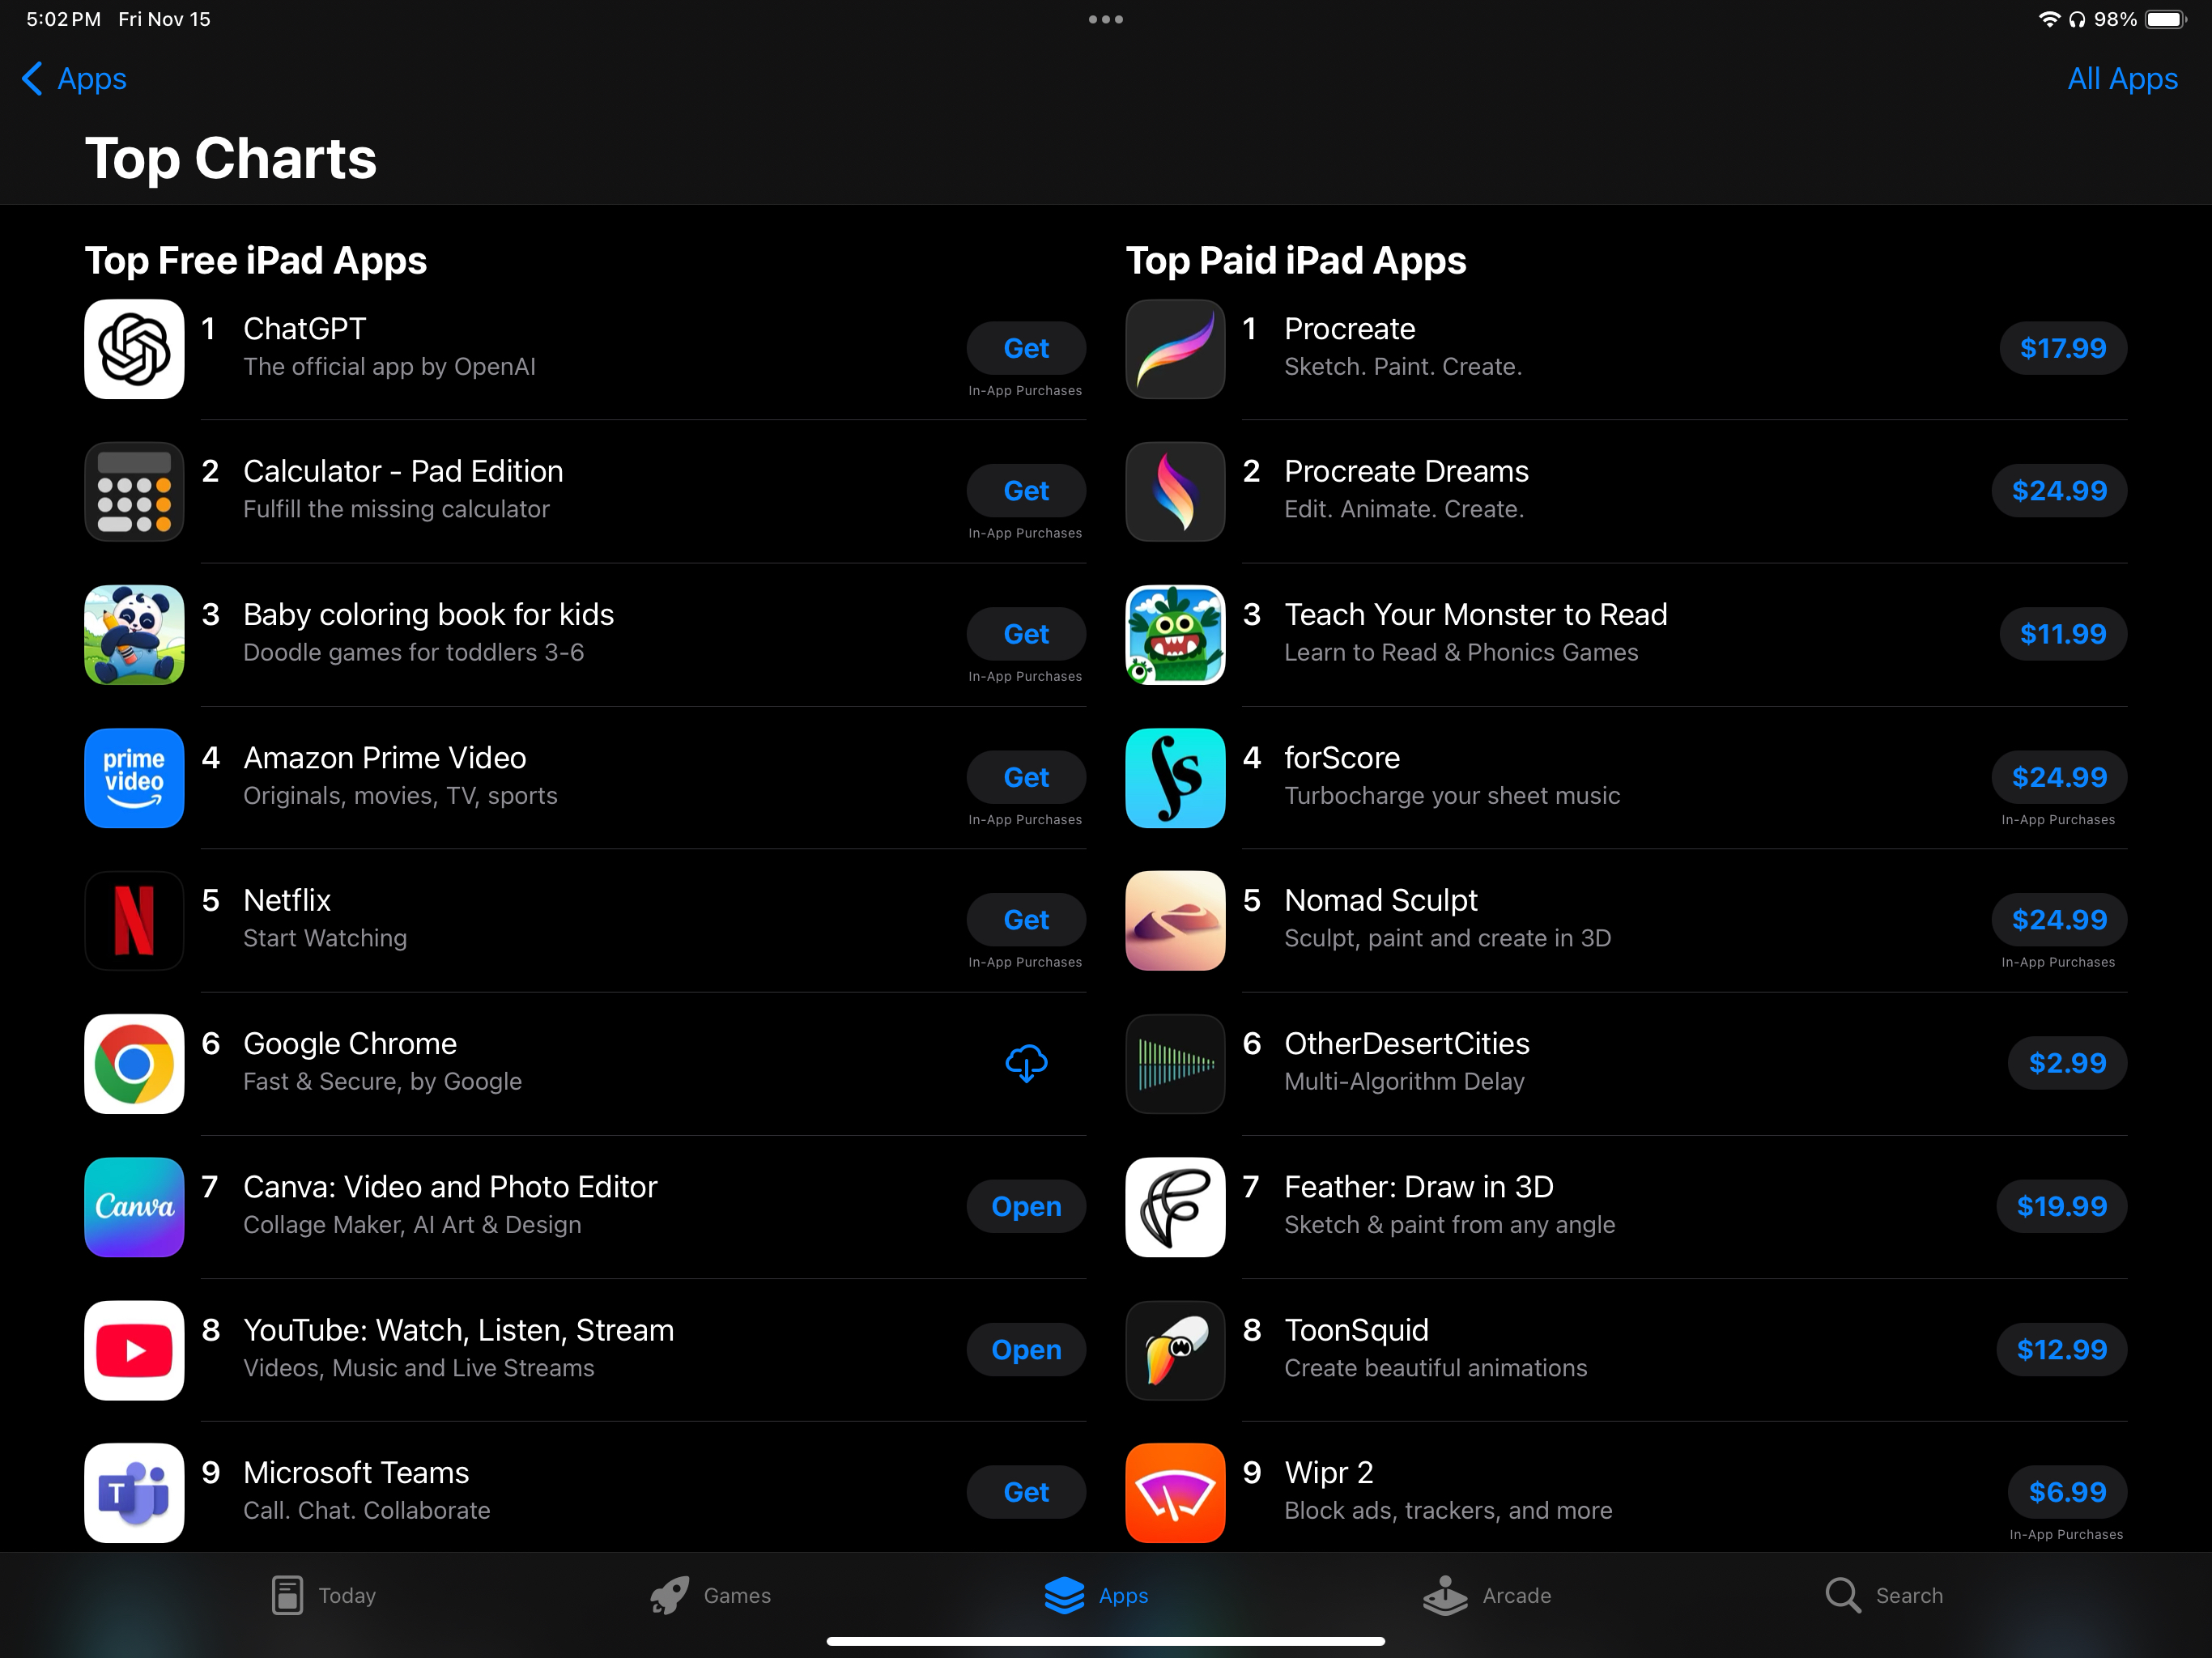 5:02 PM Fri Nov 15
98%
Apps
All Apps
Top Charts
Top Free iPad Apps
1 ChatGPT
The official app by OpenAI
Get
In-App Purchases
2 Calculator - Pad Edition
Fulfill the missing calculator
Get
In-App Purchases
3 Baby coloring book for kids
Doodle games for toddlers 3-6
Get
In-App Purchases
prime
video
4 Amazon Prime Video
Originals, movies, TV, sports
Get
In-App Purchases
N
5 Netflix
Start Watching
Get
In-App Purchases
6 Google Chrome
Fast & Secure, by Google
Canva
7 Canva: Video and Photo Editor
Collage Maker, AI Art & Design
Open
8 YouTube: Watch, Listen, Stream
Videos, Music and Live Streams
Open
T
9 Microsoft Teams
Call. Chat. Collaborate
Get
Top Paid iPad Apps
1 Procreate
Sketch. Paint. Create.
$17.99
2 Procreate Dreams
Edit. Animate. Create.
$24.99
3 Teach Your Monster to Read
Learn to Read & Phonics Games
$11.99
4 forScore
Turbocharge your sheet music
$24.99
In-App Purchases
5 Nomad Sculpt
Sculpt, paint and create in 3D
$24.99
In-App Purchases
6 OtherDesertCities
Multi-Algorithm Delay
$2.99
7 Feather: Draw in 3D
Sketch & paint from any angle
$19.99
8 ToonSquid
Create beautiful animations
$12.99
9 Wipr 2
Block ads, trackers, and more
$6.99
In-App Purchases
Today
Games
Apps
Arcade
Search